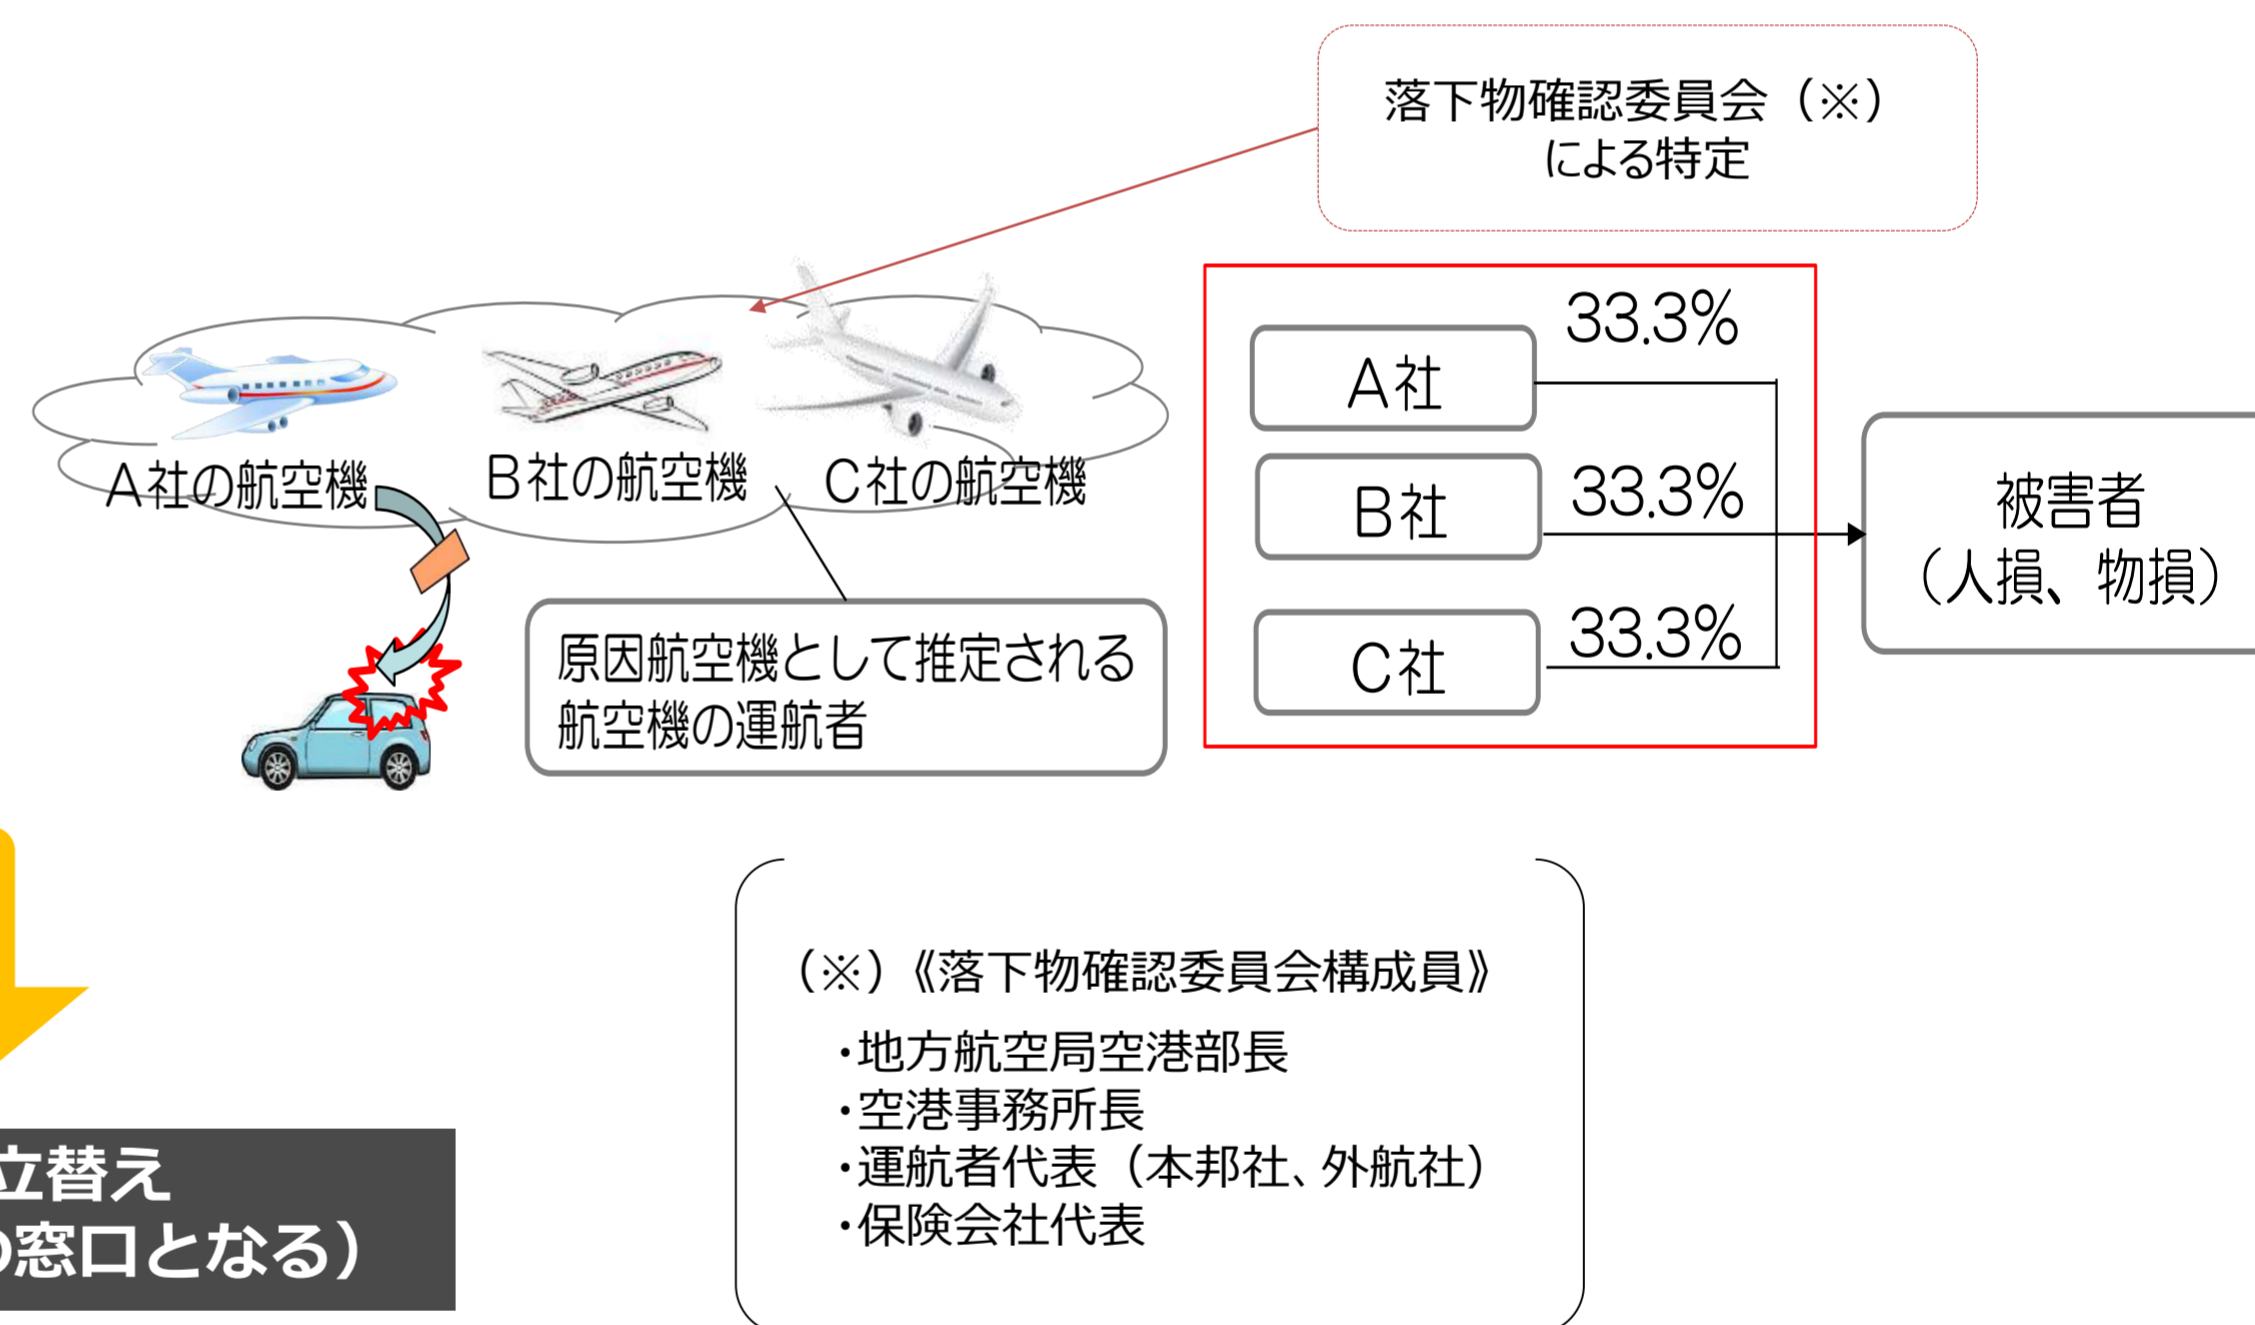 落下物確認委員会（※）
による特定
A社の航空機
B社の航空機
C社の航空機
原因航空機として推定される
航空機の運航者
A社
33.3%
B社
33.3%
C社
33.3%
被害者
（人損、物損）
（※）《落下物確認委員会構成員》
・地方航空局空港部長
・空港事務所長
・運航者代表（本邦社、外航社）
・保険会社代表
立替え
の窓口となる）